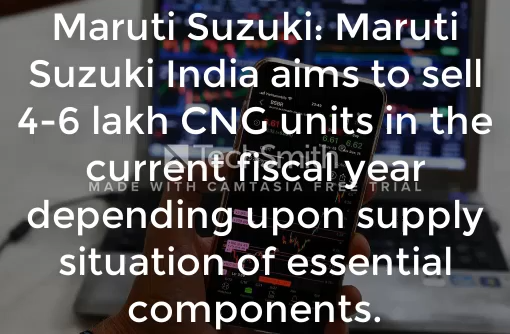 Maruti Suzuki: Maruti
Suzuki India aims to sell
4-6 lakh CNG units in the
current fiscal year
TechSmith
MADE WITH CAMTASIA FREE TRIAL
depending upon supply
situation of essential
components.